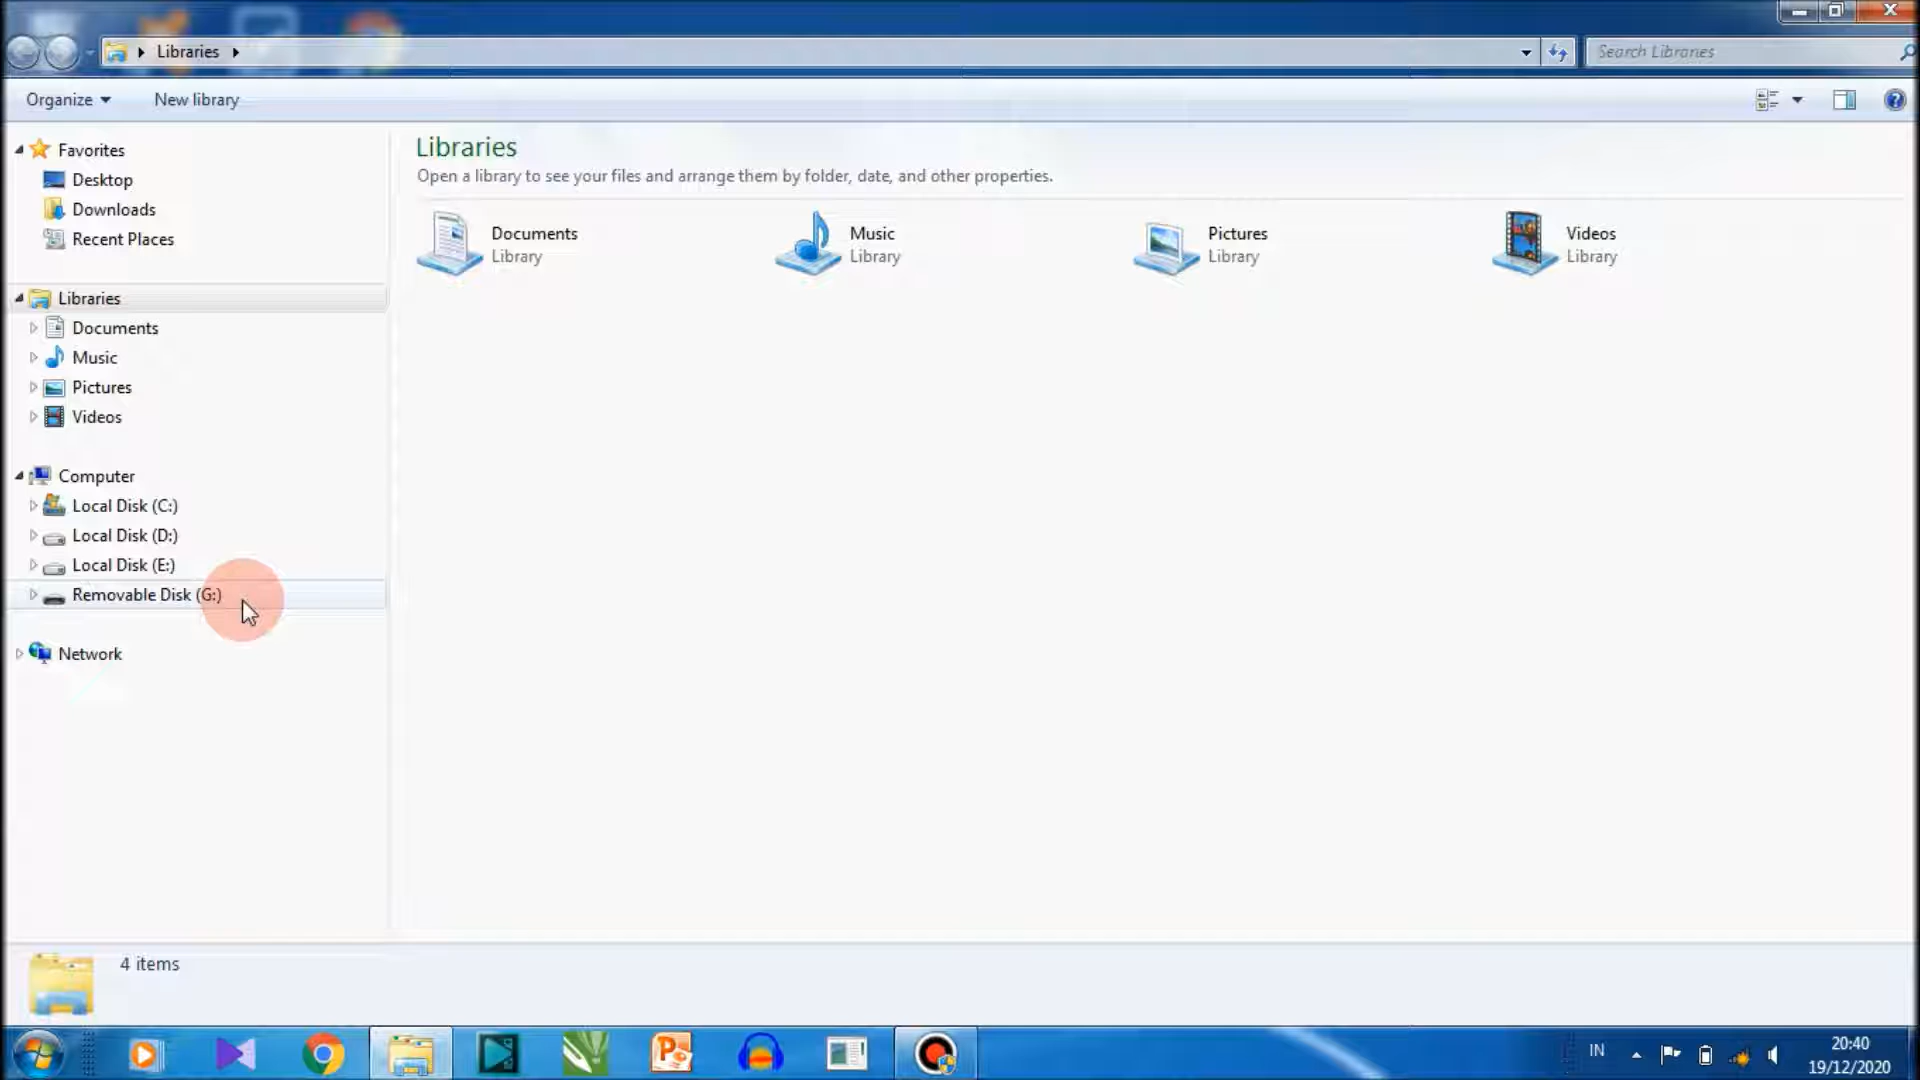 Libraries
Search Libraries
Organize
New library
Favorites
Desktop
Downloads
Recent Places
Libraries
Documents
Music
Pictures
Videos
Computer
Local Disk (C:)
Local Disk (D:)
Local Disk (E:)
Removable Disk (G:)
Network
Libraries
Open a library to see your files and arrange them by folder, date, and other properties.
Documents
Library
Music
Library
Pictures
Library
Videos
Library
4 items
IN
20:40
19/12/2020